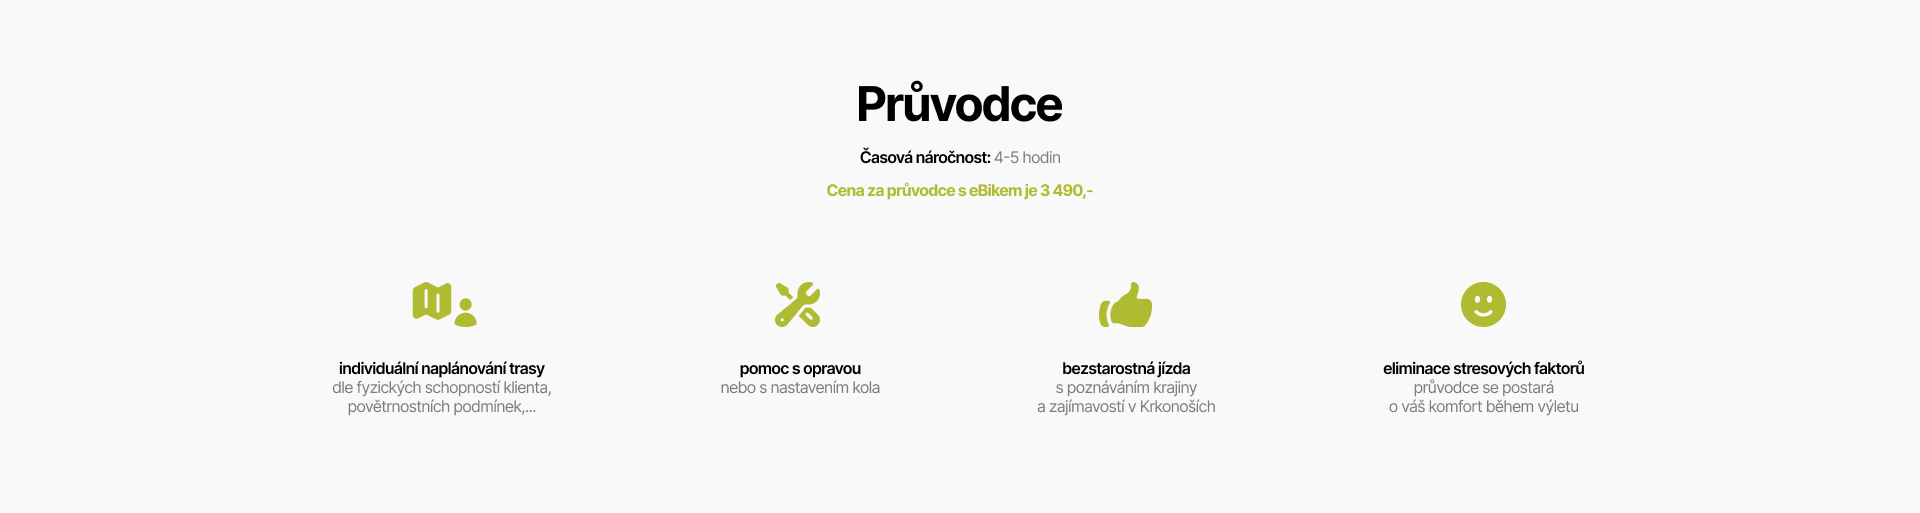 Průvodce
Časová náročnost: 4-5 hodin
Cena za průvodce s eBikem je 3 490,-
individuální naplánování trasy
dle fyzických schopností klienta,
povětrnostních podmínek,...
pomoc s opravou
nebo s nastavením kola
bezstarostná jízda
s poznáváním krajiny
a zajímavostí v Krkonoších
eliminace stresových faktorů
průvodce se postará
o váš komfort během výletu